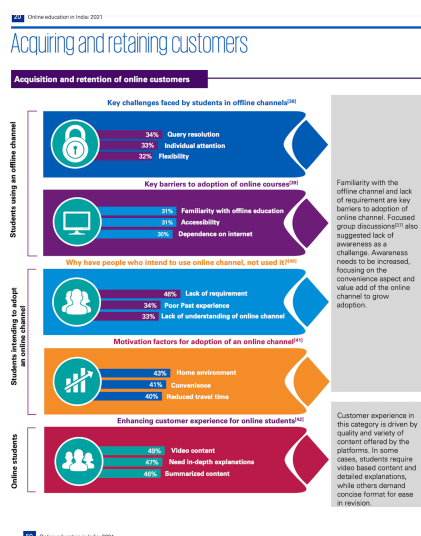 20 Online education in India: 2021
Acquiring and retaining customers
Acquisition and retention of online customers
Students using an offline channel
Key challenges faced by students in offline channels[38]
34% Query resolution
33% Individual attention
32% Flexibility
Key barriers to adoption of online courses[39]
31% Familiarity with offline education
31% Accessibility
30% Dependence on internet
Familiarity with the
offline channel and lack
of requirement are key
barriers to adoption of
online channel. Focused
group discussions[37] also
suggested lack of
awareness as a
challenge. Awareness
needs to be increased,
focusing on the
convenience aspect and
value add of the online
channel to grow
adoption.
Students intending to adopt
an online channel
Why have people who intend to use online channel, not used it?[40]
46% Lack of requirement
34% Poor Past experience
33% Lack of understanding of online channel
Motivation factors for adoption of an online channel[41]
43% Home environment
41% Convenience
40% Reduced travel time
Online students
Enhancing customer experience for online students[42]
49% Video content
47% Need in-depth explanations
46% Summarized content
Customer experience in
this category is driven by
quality and variety of
content offered by the
platforms. In some
cases, students require
video based content and
detailed explanations,
while others demand
concise format for ease
in revision.